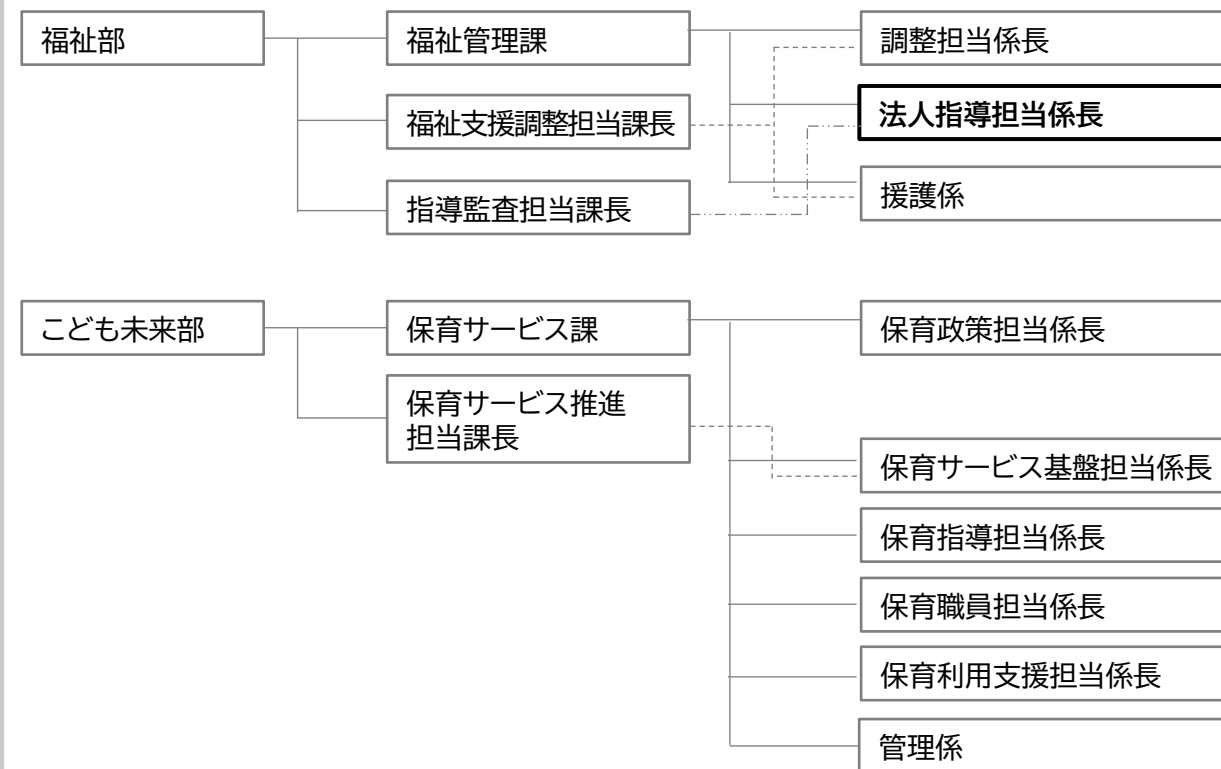 福祉部
福祉管理課
調整担当係長
福祉支援調整担当課長
法人指導担当係長
指導監査担当課長
援護係
こども未来部
保育サービス課
保育政策担当係長
保育サービス推進
担当課長
保育サービス基盤担当係長
保育指導担当係長
保育職員担当係長
保育利用支援担当係長
管理係